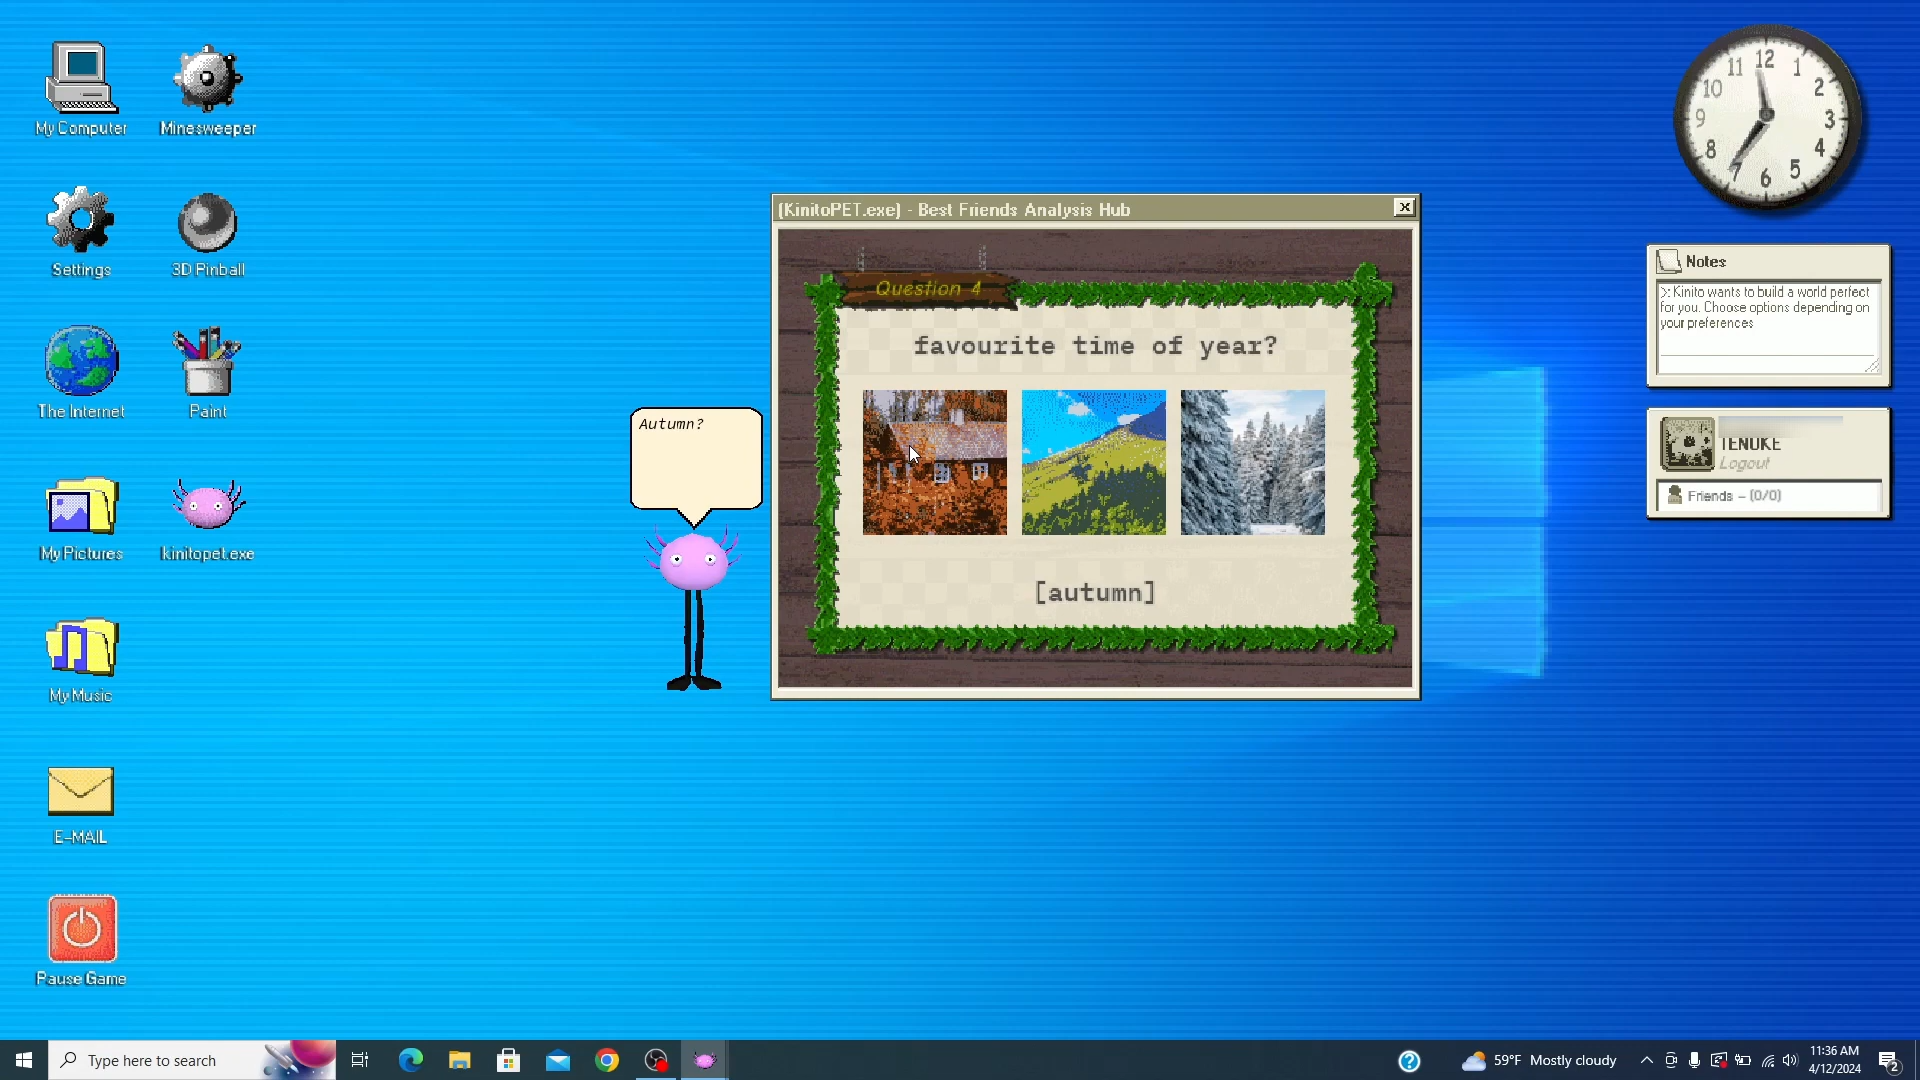 My Computer
Minesweeper
Settings
3D Pinball
The Internet
Paint
My Pictures
kinitopet.exe
My Music
E-MAIL
Pause Game
Autumn?
(KinitoPET.exe) - Best Friends Analysis Hub
Question 4
favourite time of year?
[autumn]
12
11
1
10
2
9
3
8
4
7
5
6
Notes
>: Kinito wants to build a world perfect
for you. Choose options depending on
your preferences
TENUKE
Logout
Friends - (0/0)
Type here to search
59°F Mostly cloudy
11:36 AM
4/12/2024
2